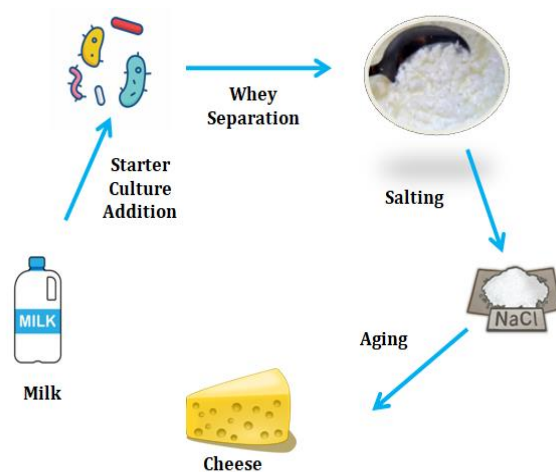 Whey
Separation
Starter
Culture
Addition
Salting
MILK
NaCl
Aging
Milk
Cheese